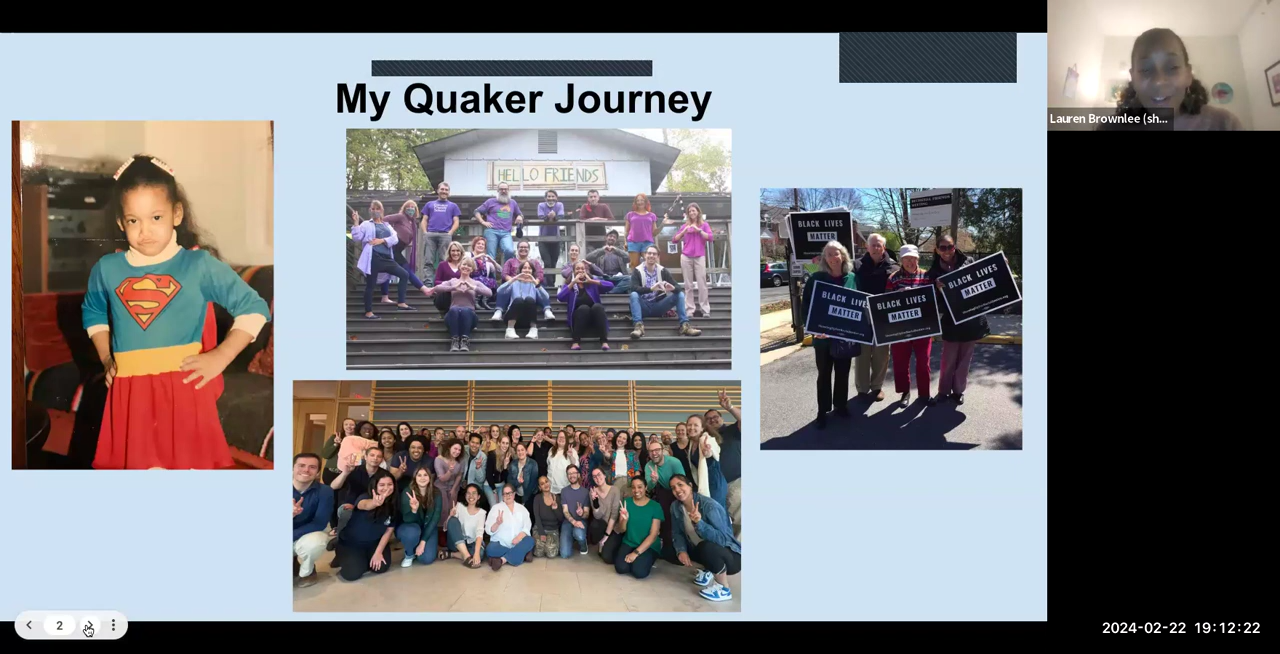 My Quaker Journey
HELLO FRIENDS
BLACK LIVES
MATTER
BLACK LIVES
MATTER
BLACK LIVES
MATTER
BLACK LIVES
MATTER
Lauren Brownlee (sh...
2
2024-02-22 19:12:22